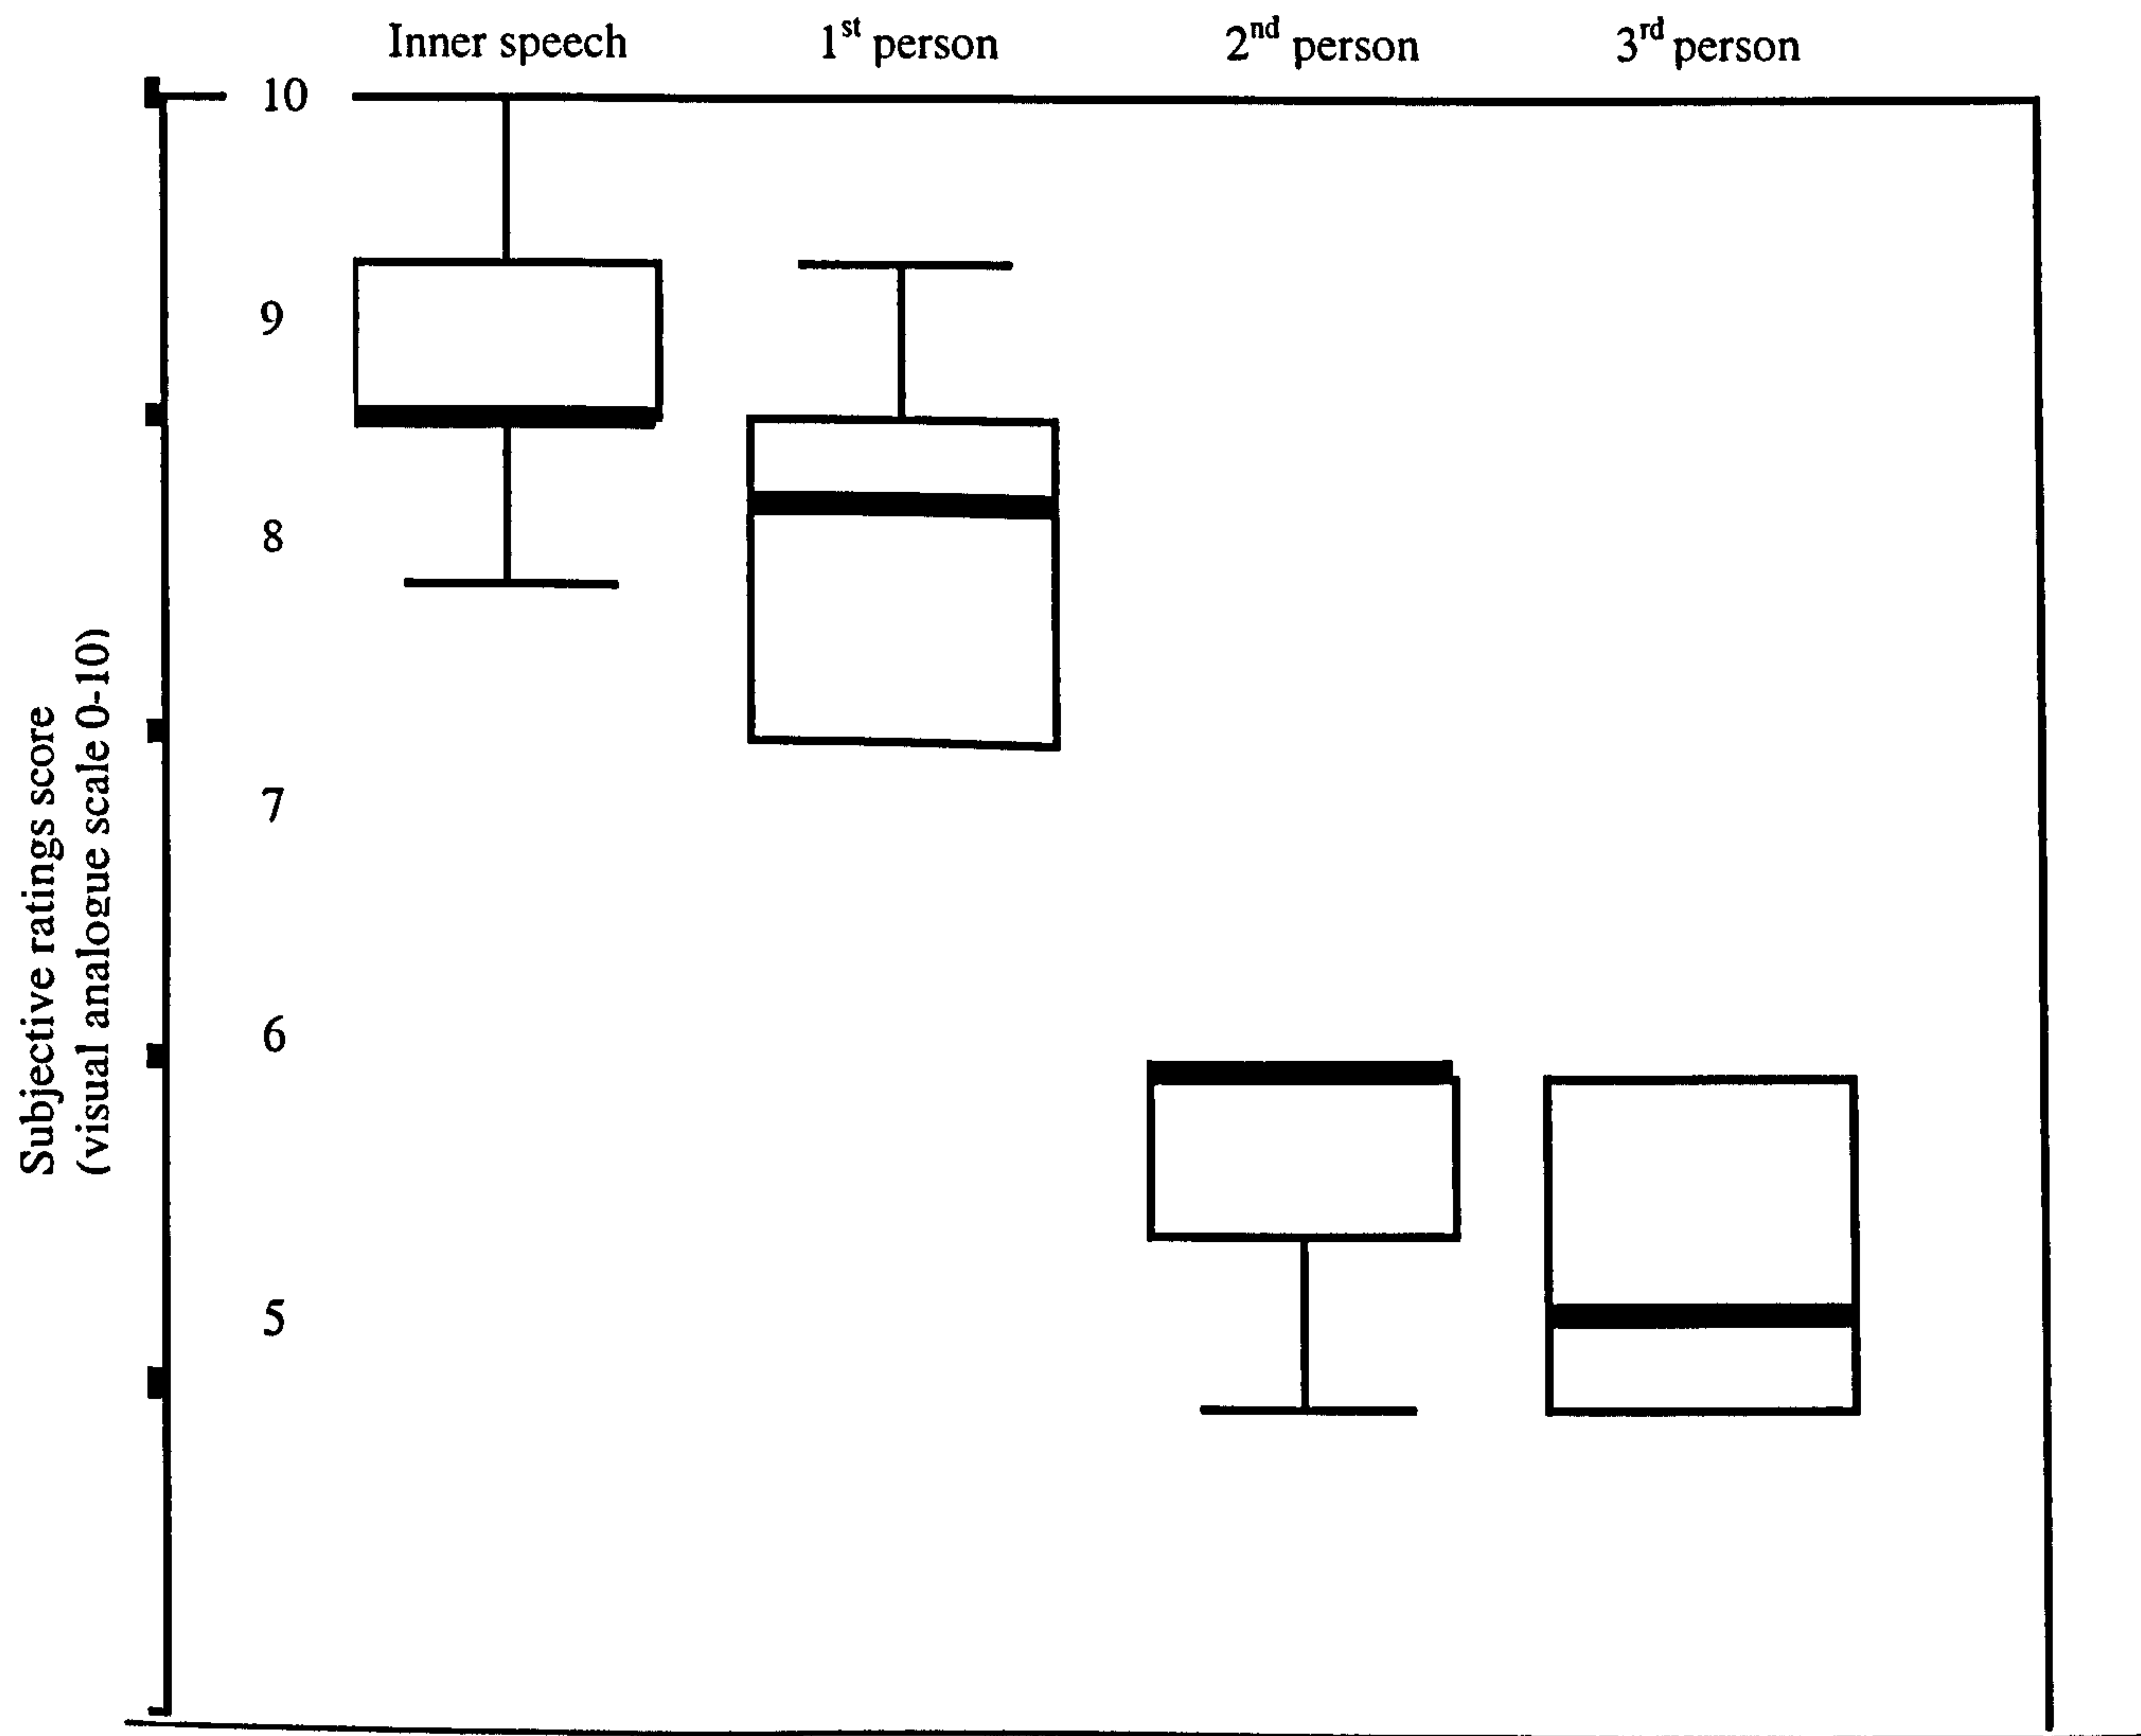 Inner speech 1st person 2nd person 3rd person
10
9
8
7
6
5
Subjective ratings score
(visual analogue scale 0-10)